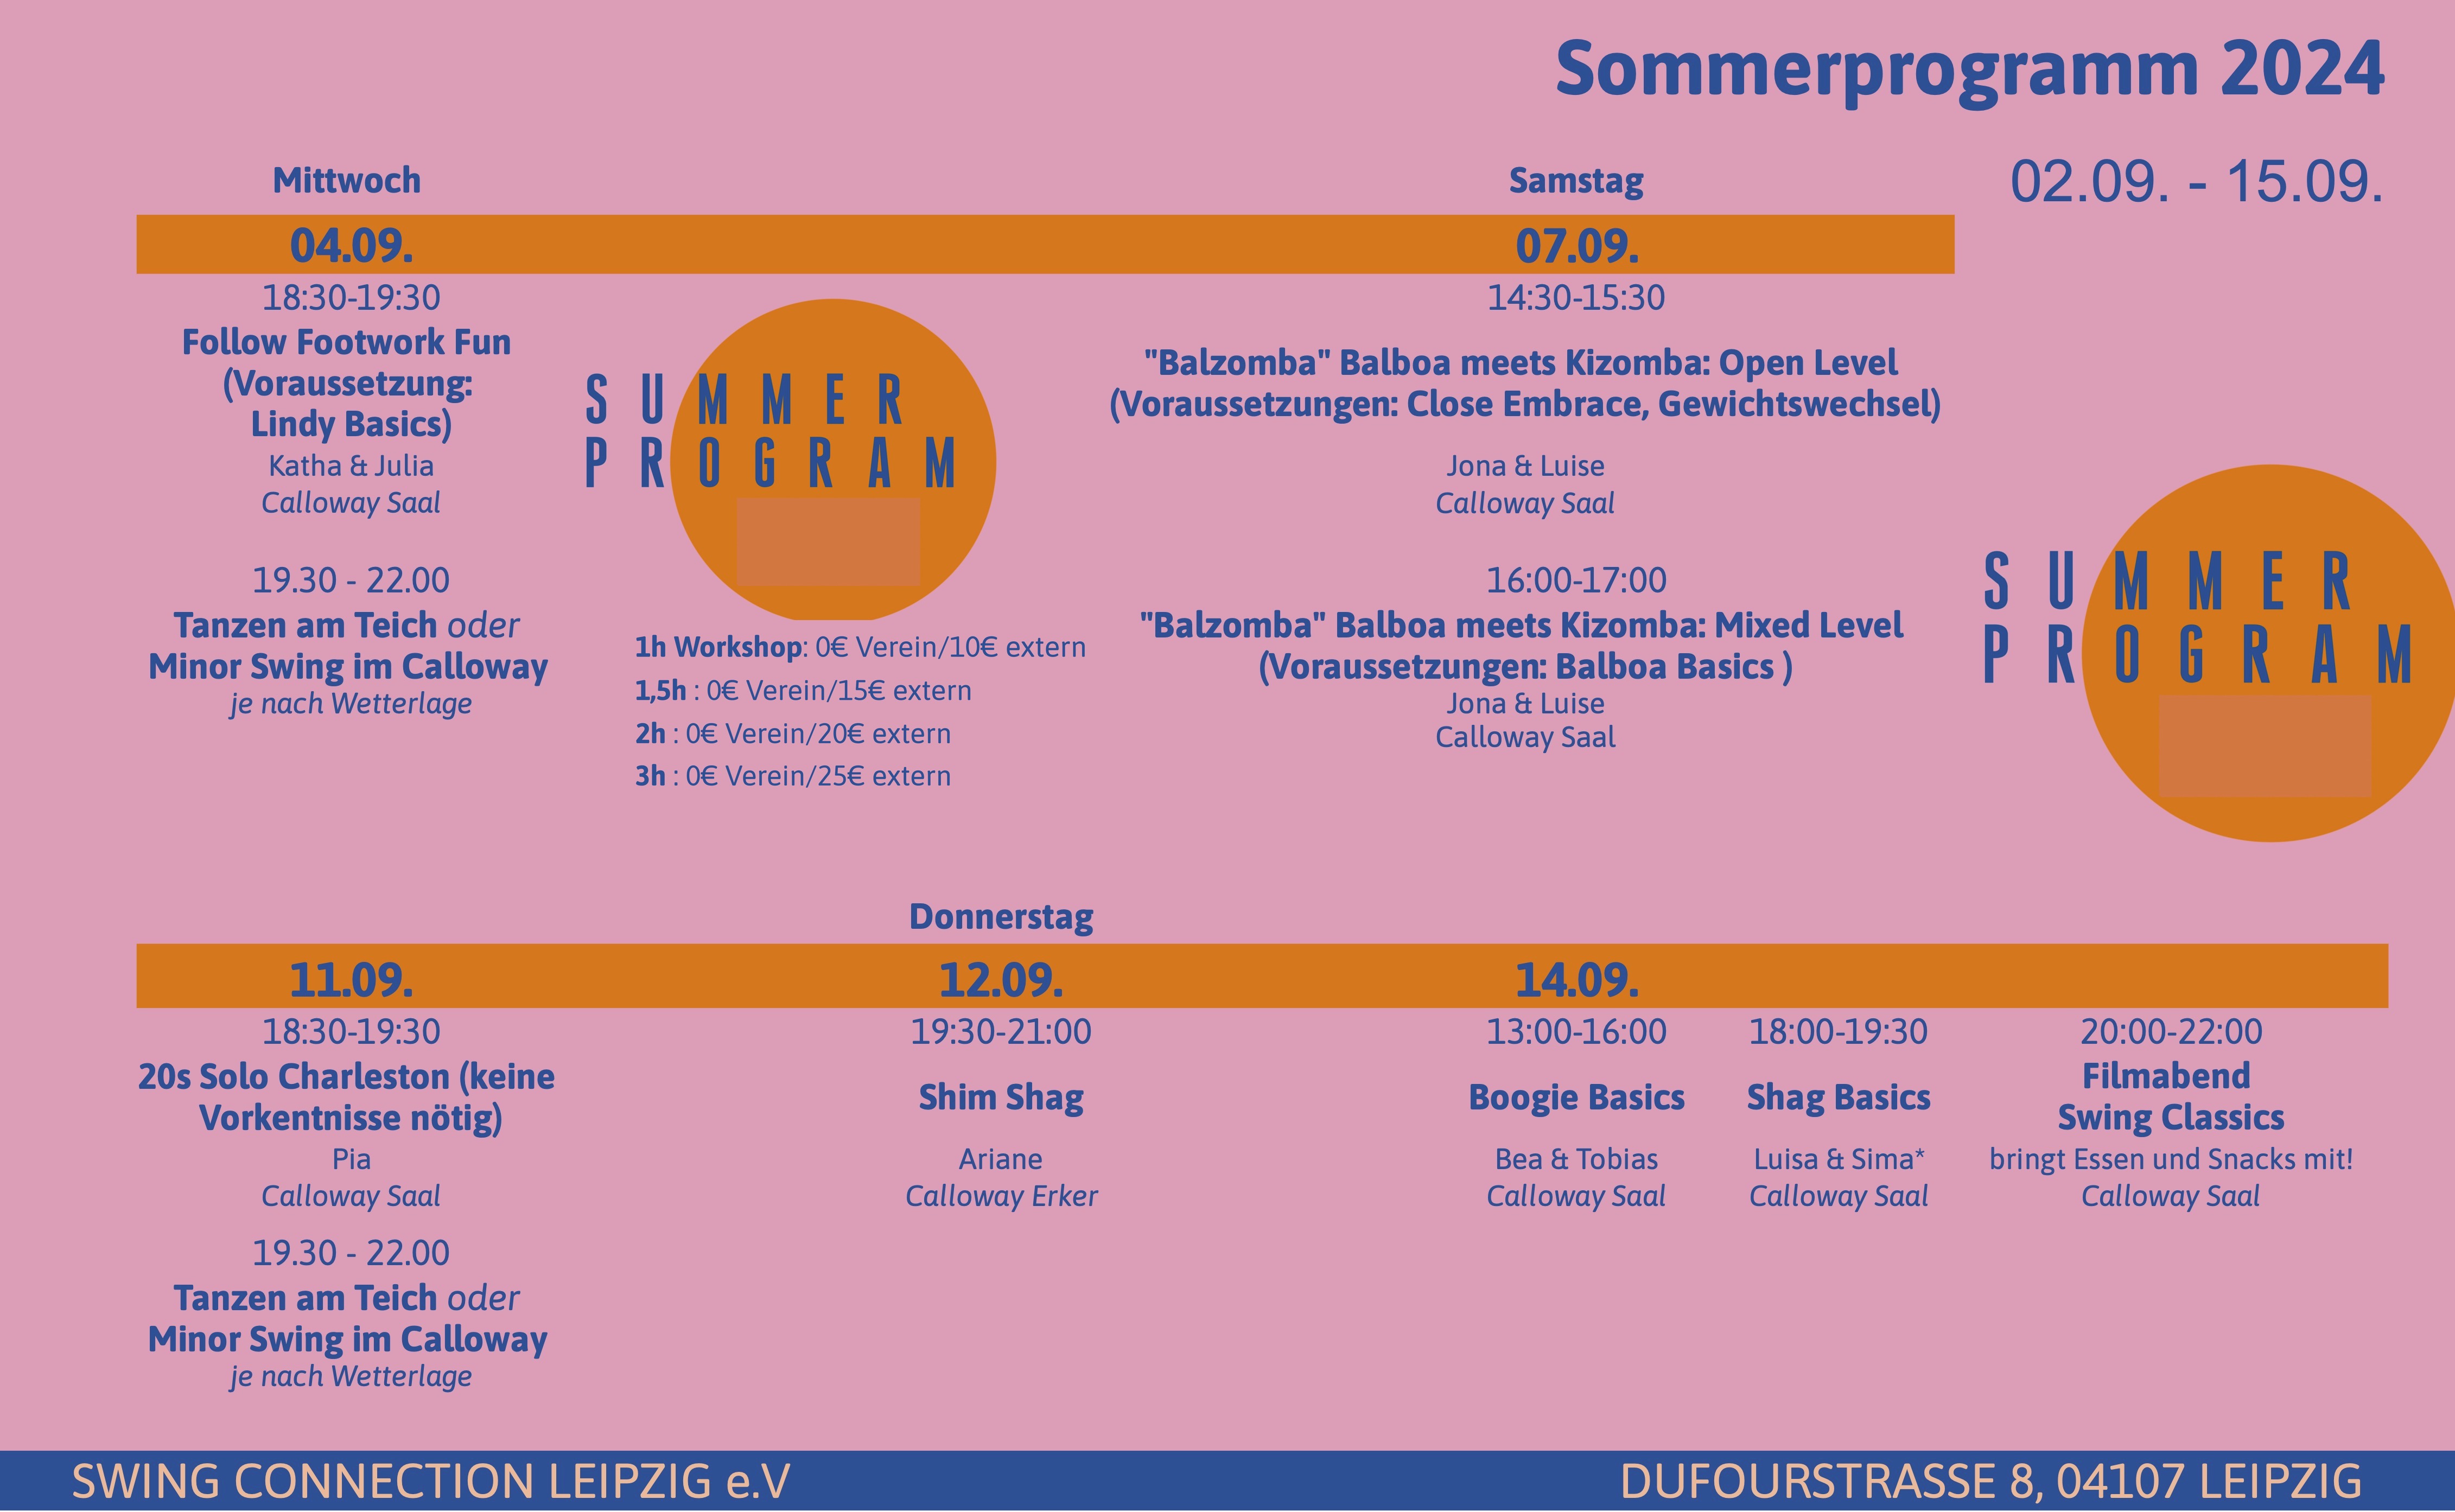 Sommerprogramm 2024
02.09. - 15.09.
Mittwoch
04.09.
18:30-19:30
Follow Footwork Fun
(Voraussetzung:
Lindy Basics)
Katha & Julia
Calloway Saal
19.30 - 22.00
Tanzen am Teich oder
Minor Swing im Calloway
je nach Wetterlage
SUMMER
PROGRAM
1h Workshop: 0€ Verein/10€ extern
1,5h : 0€ Verein/15€ extern
2h : 0€ Verein/20€ extern
3h : 0€ Verein/25€ extern
Samstag
07.09.
14:30-15:30
"Balzomba" Balboa meets Kizomba: Open Level
(Voraussetzungen: Close Embrace, Gewichtswechsel)
Jona & Luise
Calloway Saal
16:00-17:00
"Balzomba" Balboa meets Kizomba: Mixed Level
(Voraussetzungen: Balboa Basics )
Jona & Luise
Calloway Saal
SUMMER
PROGRAM
11.09.
18:30-19:30
20s Solo Charleston (keine
Vorkentnisse nötig)
Pia
Calloway Saal
19.30 - 22.00
Tanzen am Teich oder
Minor Swing im Calloway
je nach Wetterlage
Donnerstag
12.09.
19:30-21:00
Shim Shag
Ariane
Calloway Erker
14.09.
13:00-16:00
Boogie Basics
Bea & Tobias
Calloway Saal
18:00-19:30
Shag Basics
Luisa & Sima*
Calloway Saal
20:00-22:00
Filmabend
Swing Classics
bringt Essen und Snacks mit!
Calloway Saal
SWING CONNECTION LEIPZIG e.V
DUFOURSTRASSE 8, 04107 LEIPZIG